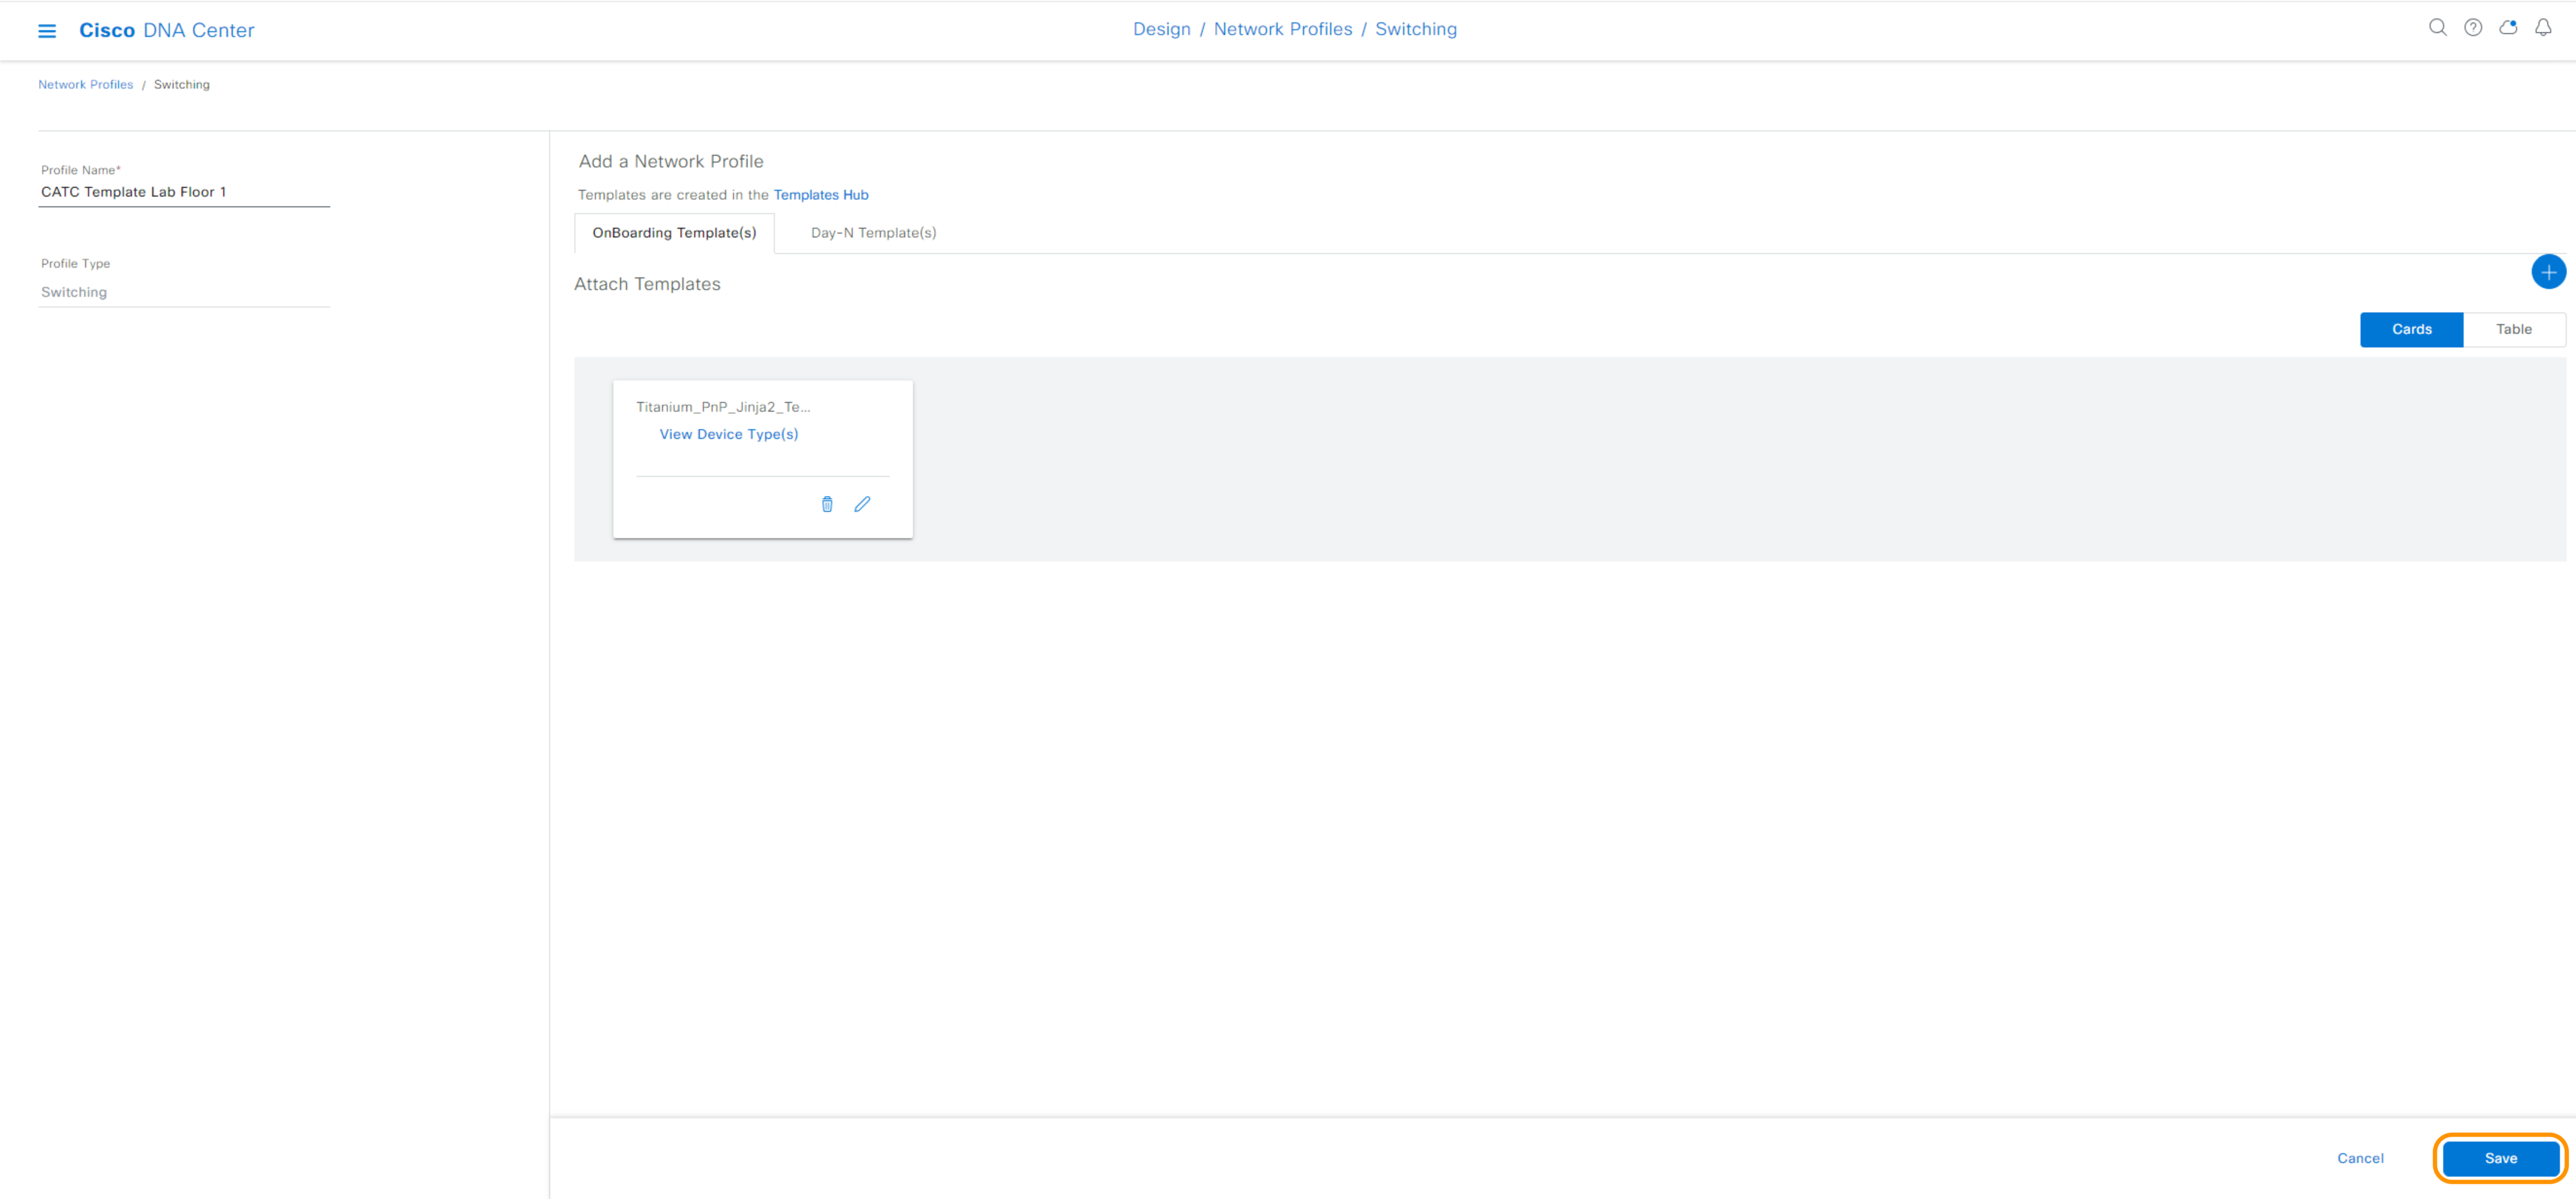 Cisco DNA Center
Design / Network Profiles / Switching
Network Profiles / Switching
Profile Name*
CATC Template Lab Floor 1
Profile Type
Switching
Add a Network Profile
Templates are created in the Templates Hub
OnBoarding Template(s)
Day-N Template(s)
Attach Templates
Cards
Table
Titanium_PnP_Jinja2_Te...
View Device Type(s)
Cancel
Save